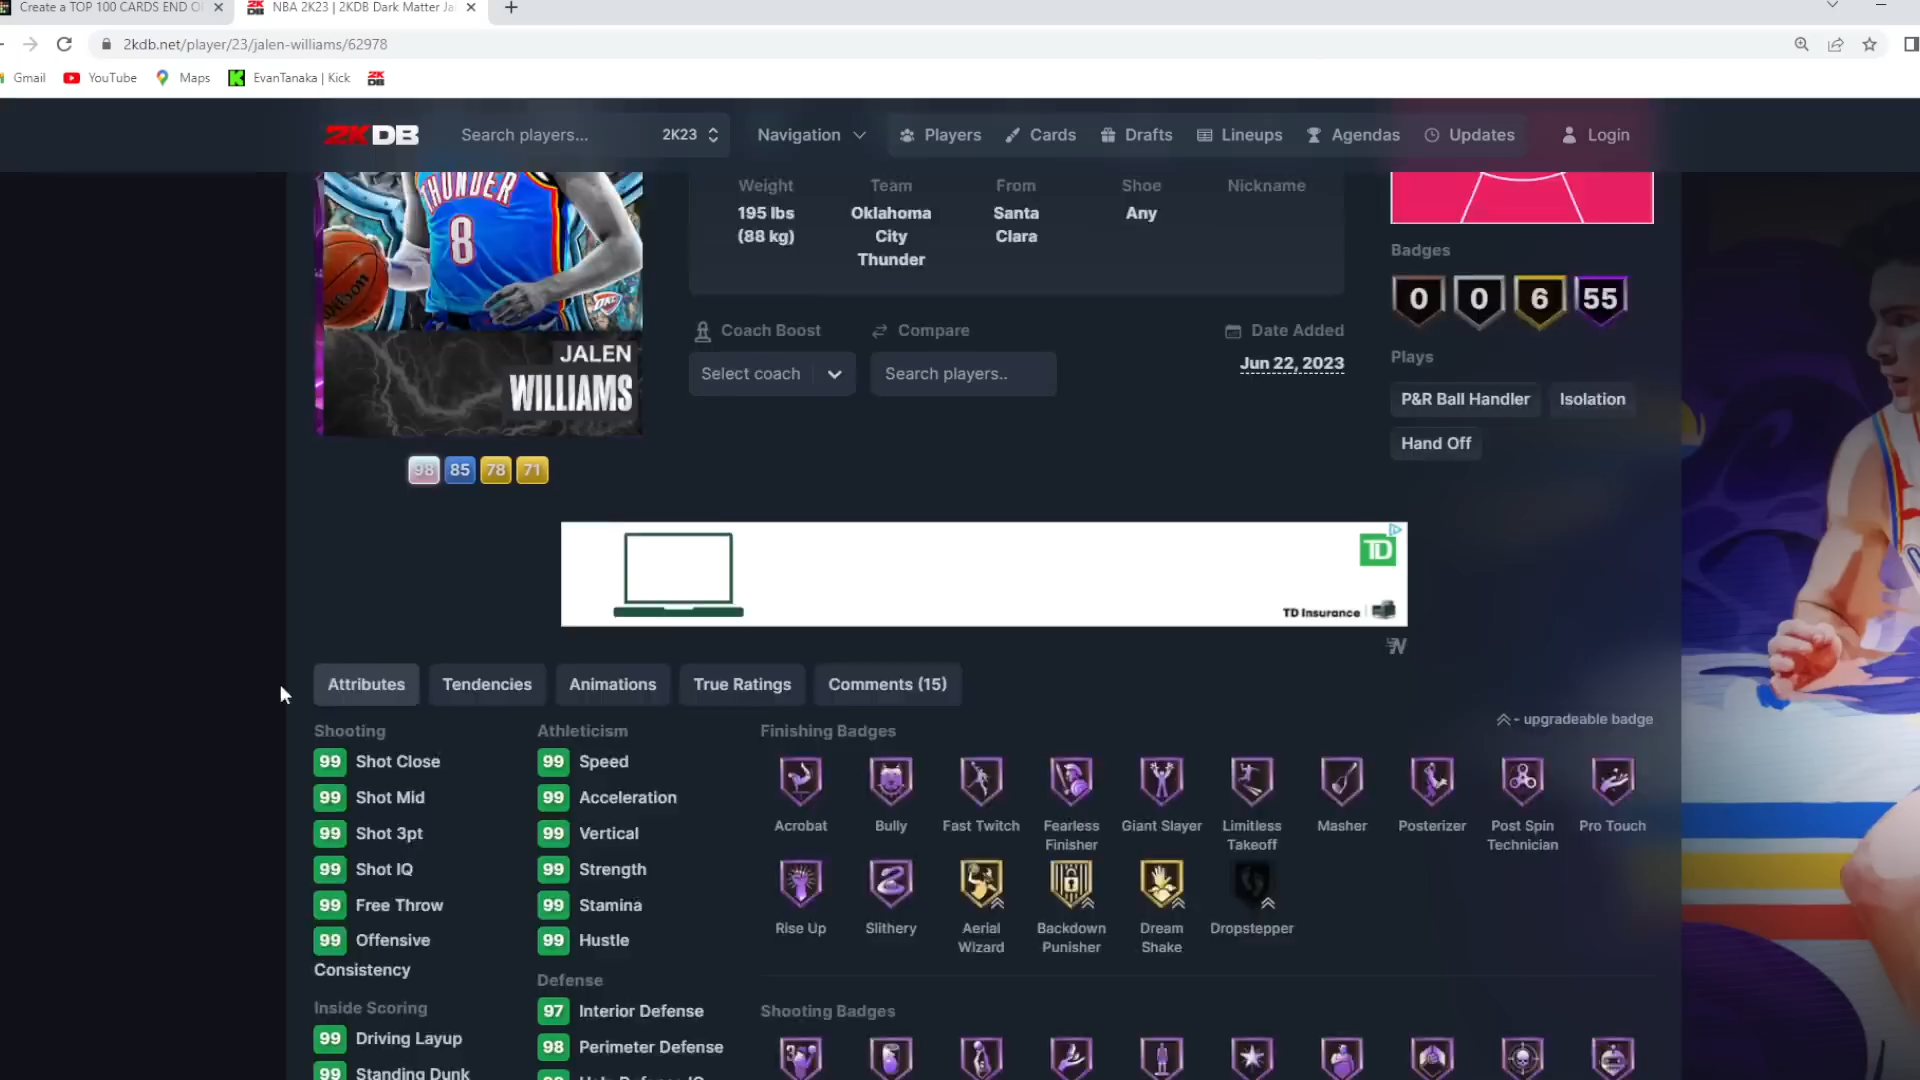 Create a TOP 100 CARDS END O
NBA 2K23 | 2KDB Dark Matter Ja
2kdb.net/player/23/jalen-williams/62978
Gmail
YouTube
Maps
EvanTanaka | Kick
2K
DB
2KDB
Search players...
2K23
Navigation
Players
Cards
Drafts
Lineups
Agendas
Updates
Login
THUNDER
8
Wilson
OKC
JALEN
WILLIAMS
98 85 78 71
Weight
195 lbs
(88 kg)
Team
Oklahoma
City
Thunder
From
Santa
Clara
Shoe
Any
Nickname
Coach Boost
Select coach
Compare
Search players..
Date Added
Jun 22, 2023
Badges
0 0 6 55
Plays
P&R Ball Handler
Isolation
Hand Off
TD
TD Insurance
Attributes
Tendencies
Animations
True Ratings
Comments (15)
- upgradeable badge
Shooting
99 Shot Close
99 Shot Mid
99 Shot 3pt
99 Shot IQ
99 Free Throw
99 Offensive
Consistency
Inside Scoring
99 Driving Layup
99 Standing Dunk
Athleticism
99 Speed
99 Acceleration
99 Vertical
99 Strength
99 Stamina
99 Hustle
Defense
97 Interior Defense
98 Perimeter Defense
Help Defense IQ
Finishing Badges
Acrobat
Bully
Fast Twitch
Fearless
Finisher
Giant Slayer
Limitless
Takeoff
Masher
Posterizer
Post Spin
Technician
Pro Touch
Rise Up
Slithery
Aerial
Wizard
Backdown
Punisher
Dream
Shake
Dropstepper
Shooting Badges
3